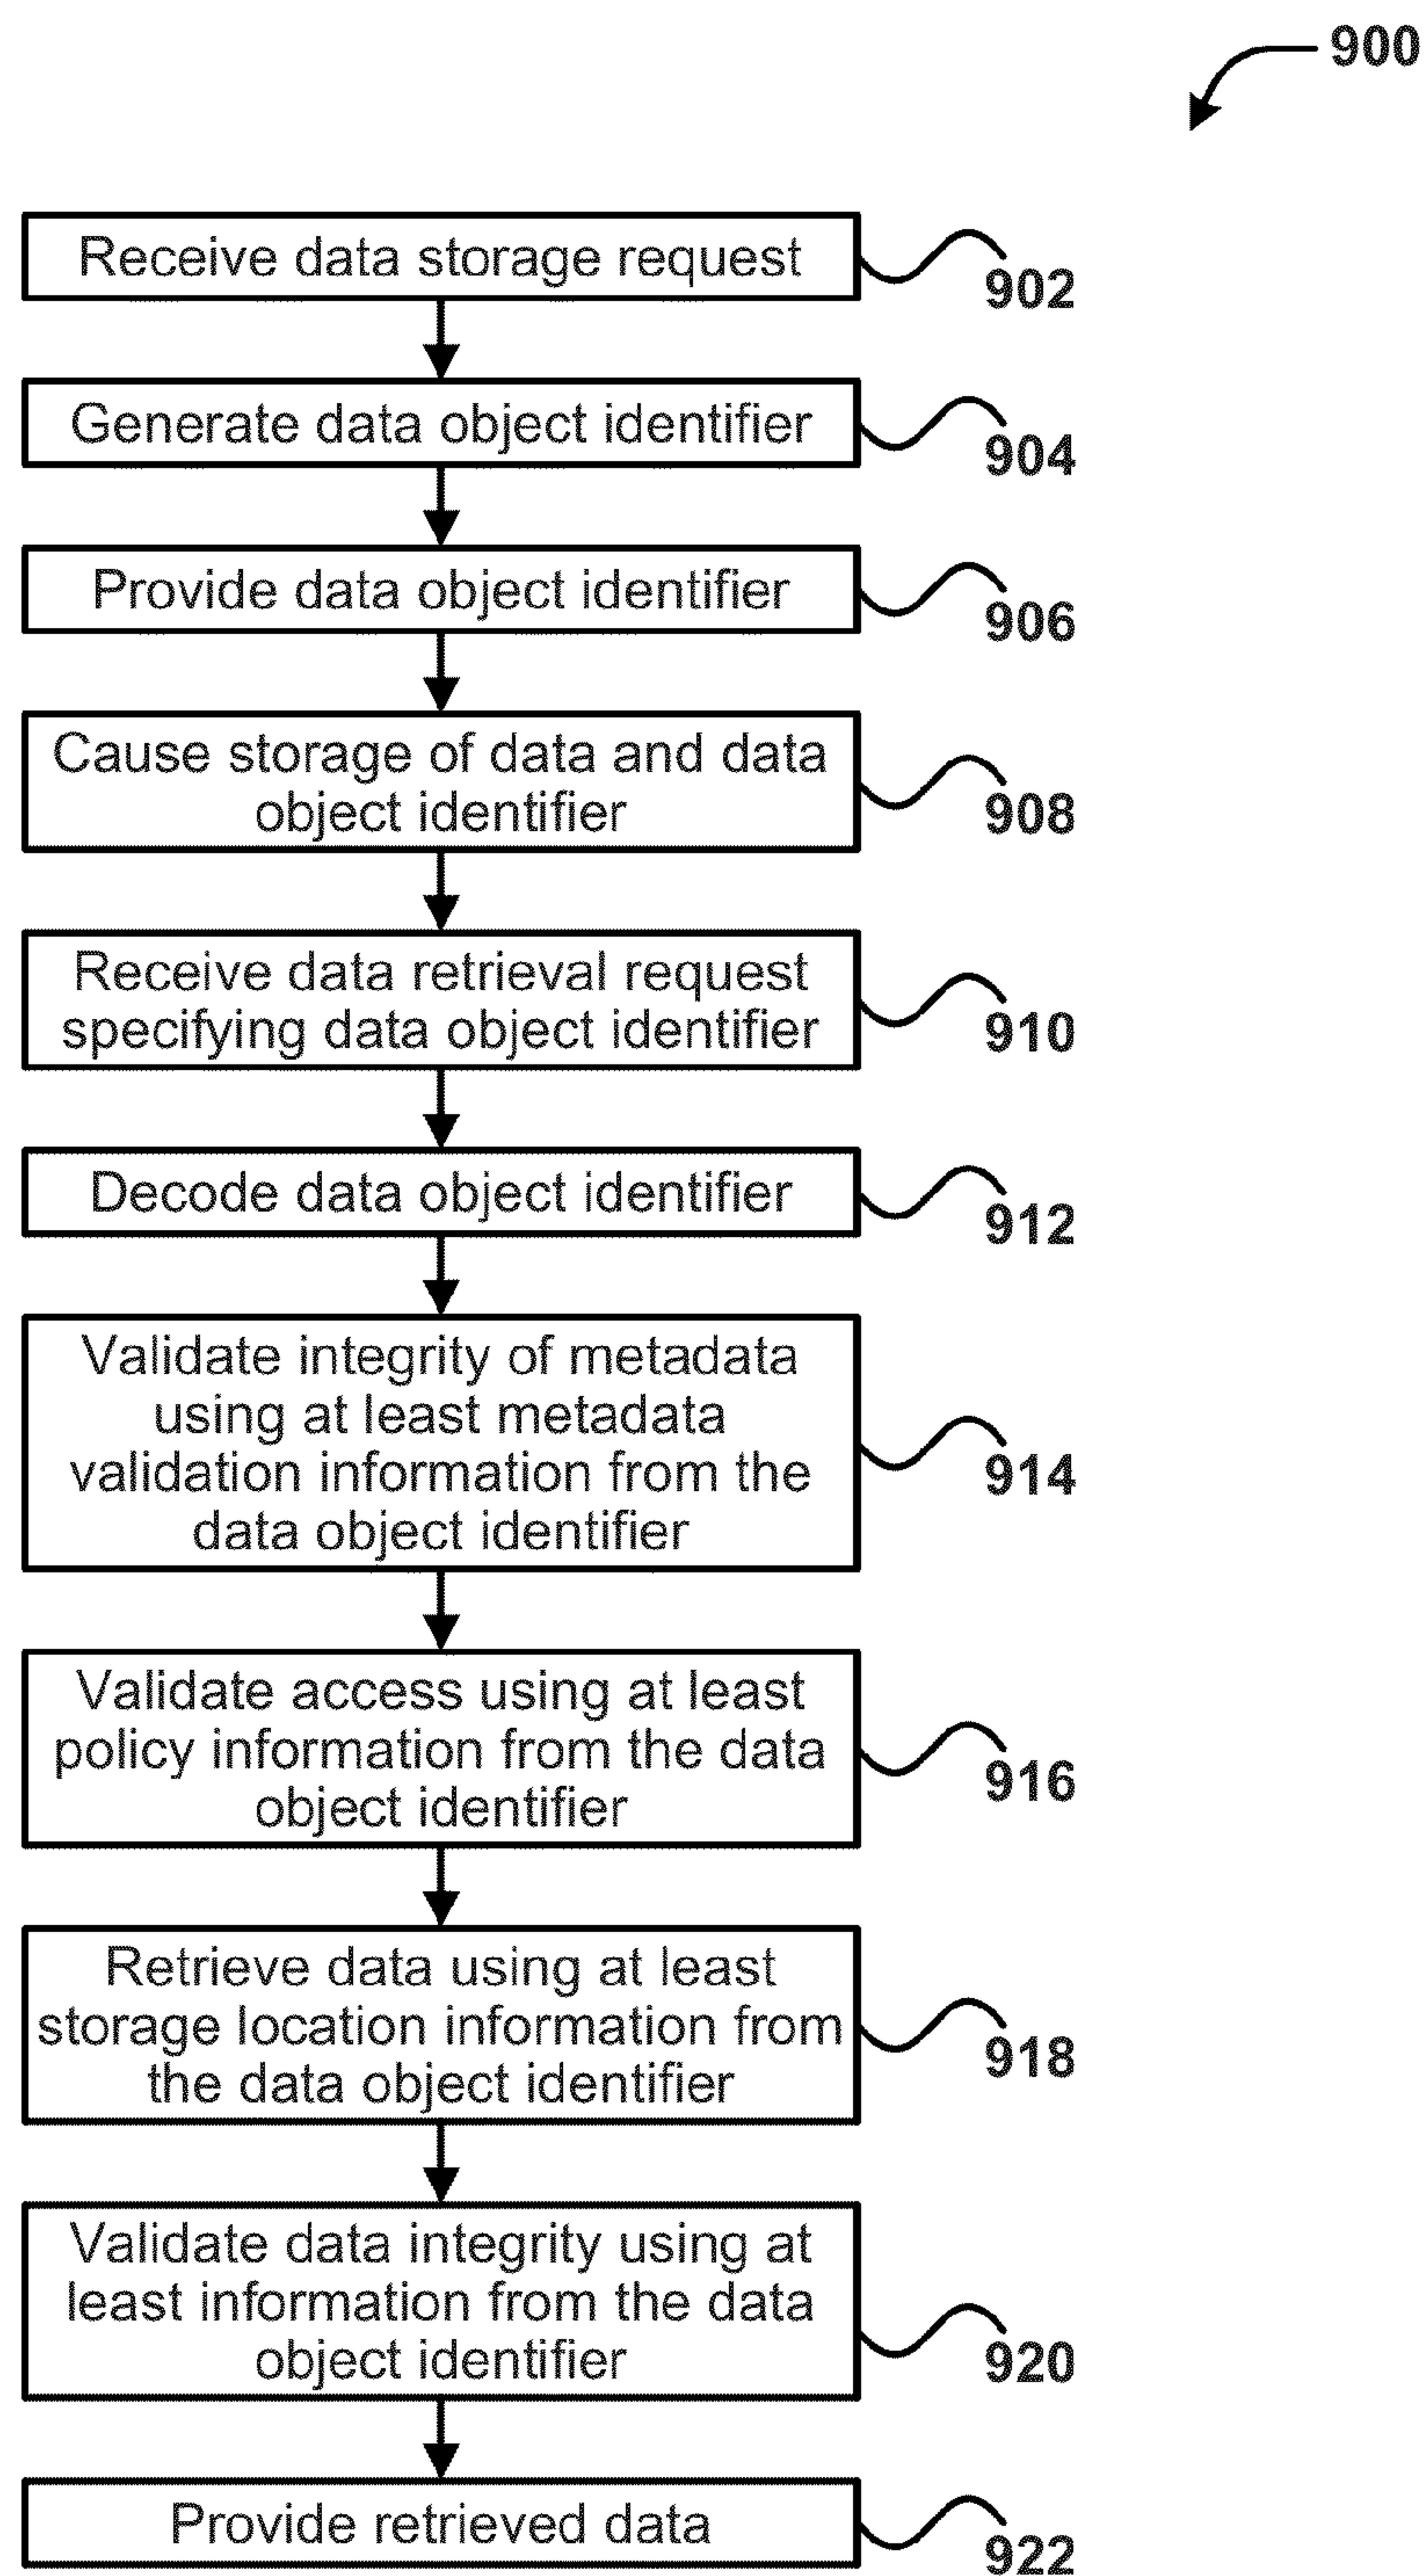 900
Receive data storage request
902
Generate data object identifier
904
Provide data object identifier
906
Cause storage of data and data
object identifier
908
Receive data retrieval request
specifying data object identifier
910
Decode data object identifier
912
Validate integrity of metadata
using at least metadata
validation information from the
data object identifier
914
Validate access using at least
policy information from the data
object identifier
916
Retrieve data using at least
storage location information from
the data object identifier
918
Validate data integrity using at
least information from the data
object identifier
920
Provide retrieved data
922